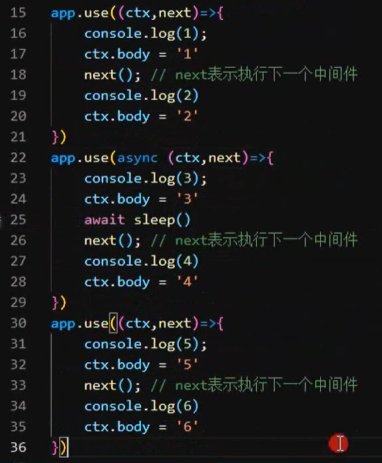 15 app.use((ctx,next)=>{
16     console.log(1);
17     ctx.body = '1'
18     next(); // next表示执行下一个中间件
19     console.log(2)
20     ctx.body = '2'
21 })
22 app.use(async (ctx,next)=>{
23     console.log(3);
24     ctx.body = '3'
25     await sleep()
26     next(); // next表示执行下一个中间件
27     console.log(4)
28     ctx.body = '4'
29 })
30 app.use((ctx,next)=>{
31     console.log(5);
32     ctx.body = '5'
33     next(); // next表示执行下一个中间件
34     console.log(6)
35     ctx.body = '6'
36 })